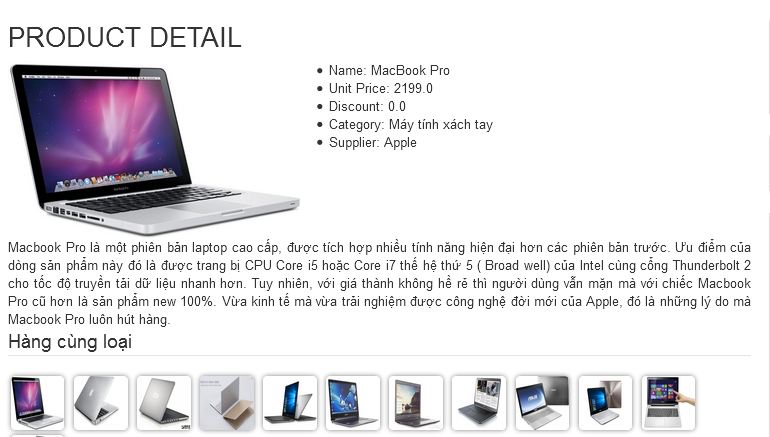 PRODUCT DETAIL
Name: MacBook Pro
Unit Price: 2199.0
Discount: 0.0
Category: Máy tính xách tay
Supplier: Apple
Macbook Pro là một phiên bản laptop cao cấp, được tích hợp nhiều tính năng hiện đại hơn các phiên bản trước. Ưu điểm của
dòng sản phẩm này đó là được trang bị CPU Core i5 hoặc Core i7 thế hệ thứ 5 ( Broad well) của Intel cùng cổng Thunderbolt 2
cho tốc độ truyền tải dữ liệu nhanh hơn. Tuy nhiên, với giá thành không hề rẻ thì người dùng vẫn mặn mà với chiếc Macbook
Pro cũ hơn là sản phẩm new 100%. Vừa kinh tế mà vừa trải nghiệm được công nghệ đời mới của Apple, đó là những lý do mà
Macbook Pro luôn hút hàng.
Hàng cùng loại